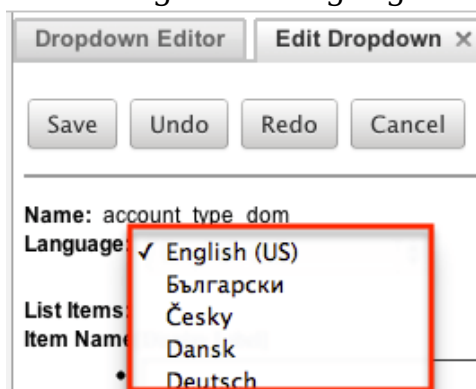 Dropdown Editor Edit Dropdown ×
Save Undo Redo Cancel
Name: account_type_dom
Language:
✓ English (US)
Български
List Items:
Česky
Item Name
Dansk
Deutsch